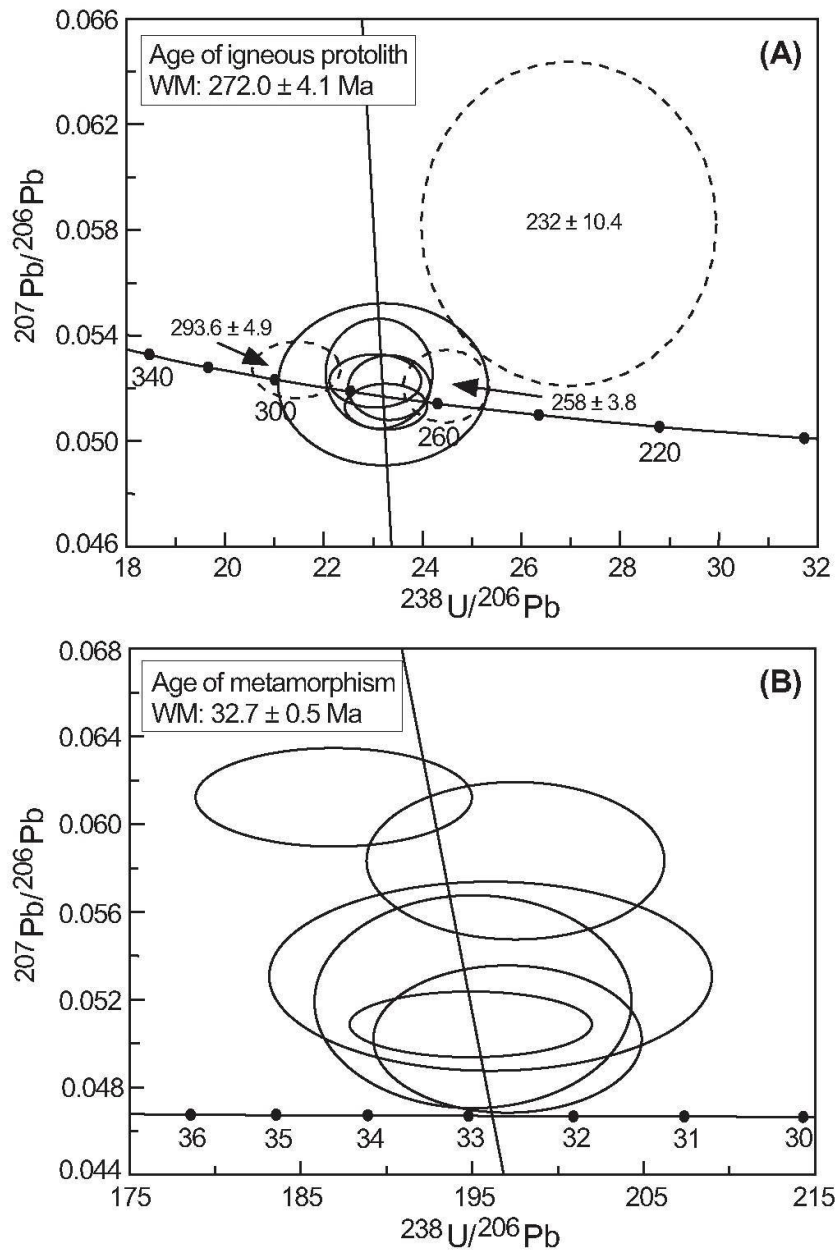 0.066
Age of igneous protolith
WM: 272.0 ± 4.1 Ma
(A)
0.062
0.058
232 ± 10.4
207Pb/206Pb
0.054
293.6 ± 4.9
340
300
258 ± 3.8
260
220
0.050
0.046
18 20 22 24 26 28 30 32
238U/206Pb
0.068
Age of metamorphism
WM: 32.7 ± 0.5 Ma
(B)
0.064
0.060
207Pb/206Pb
0.056
0.052
0.048
36 35 34 33 32 31 30
0.044
175 185 195 205 215
238U/206Pb